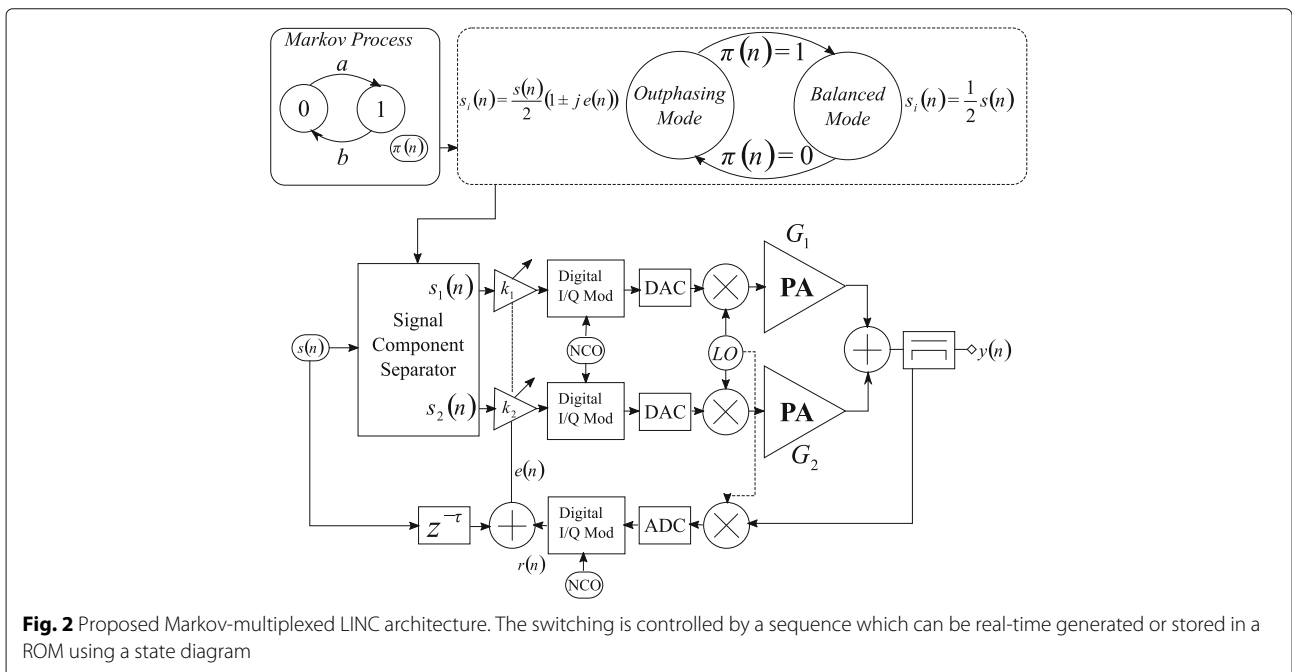 Markov Process
a
0 1
b
π(n)
s_i(n)=s(n)/2(1±je(n))
Outphasing
Mode
π(n)=1
π(n)=0
Balanced
Mode
s_i(n)=1/2 s(n)
G_1
s_1(n)
k_1
Digital
I/Q Mod
DAC
PA
s(n)
Signal
Component
Separator
NCO
LO
y(n)
s_2(n)
k_2
Digital
I/Q Mod
DAC
PA
G_2
e(n)
z^−τ
r(n)
Digital
I/Q Mod
ADC
NCO
Fig. 2 Proposed Markov-multiplexed LINC architecture. The switching is controlled by a sequence which can be real-time generated or stored in a
ROM using a state diagram